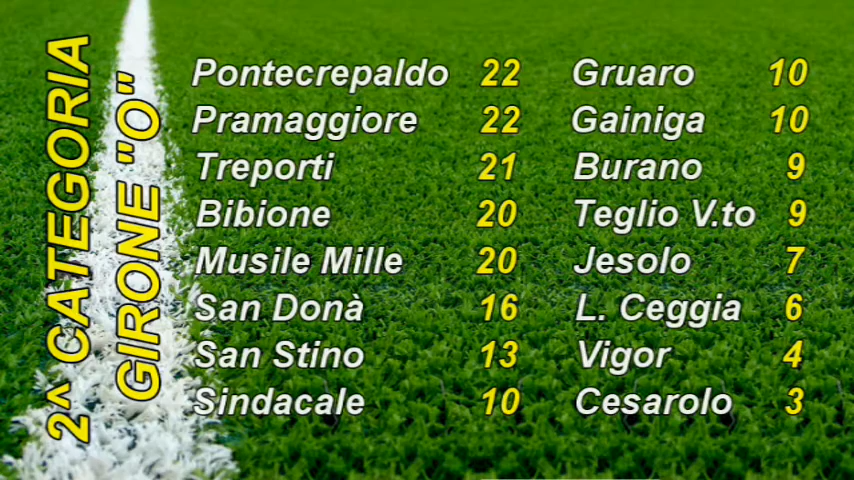 2^ CATEGORIA
GIRONE "O"
Pontecrepaldo 22
Pramaggiore 22
Treporti 21
Bibione 20
Musile Mille 20
San Donà 16
San Stino 13
Sindacale 10
Gruaro 10
Gainiga 10
Burano 9
Teglio V.to 9
Jesolo 7
L. Ceggia 6
Vigor 4
Cesarolo 3